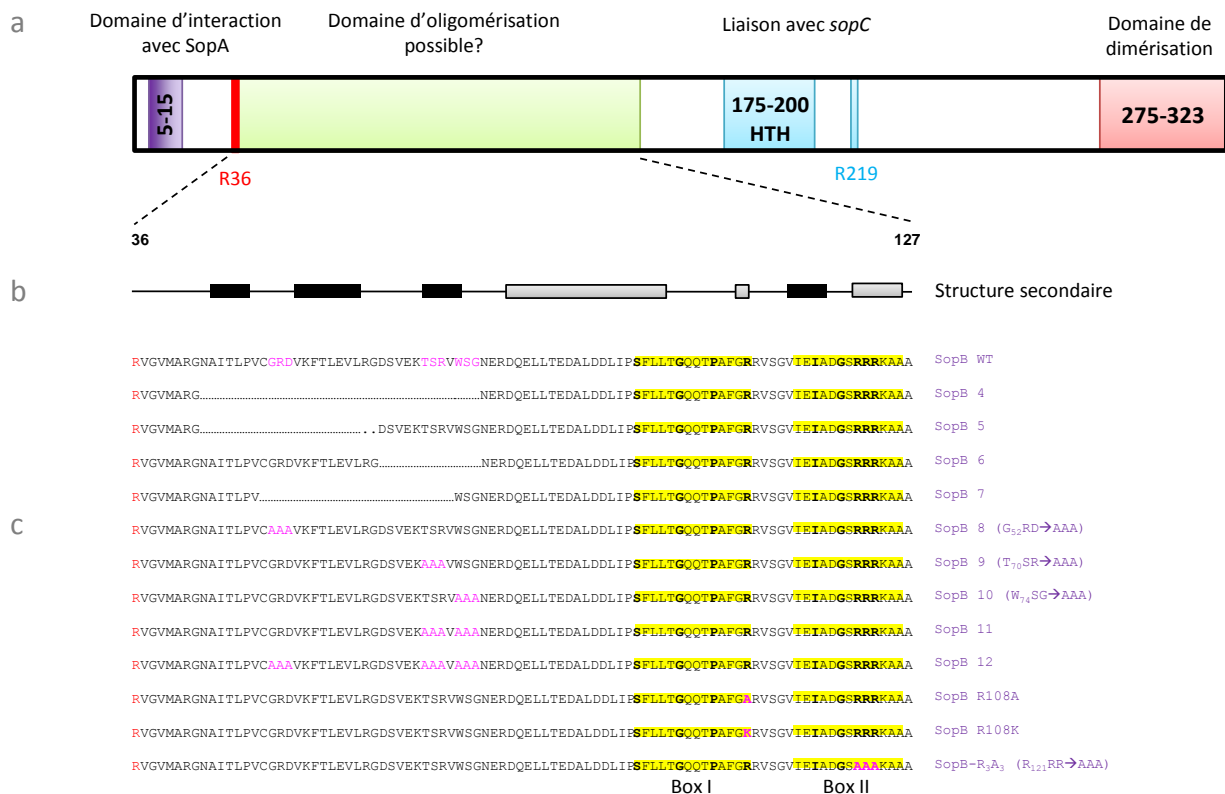 a
Domaine d'interaction avec SopA
Domaine d'oligomérisation possible?
Liaison avec sopC
Domaine de dimérisation
5-15
175-200 HTH
275-323
R36
R219
36
127
b
Structure secondaire
RVGVMARGNAITLPVCGRDVKFTLEVLRGDSVEKTSRVWSGNERDQELLTEDALDDLIPSFLLTGQQTPAFGRRVSGVIEIADGSRRRKAAA SopB WT
RVGVMARG.................................NERDQELLTEDALDDLIPSFLLTGQQTPAFGRRVSGVIEIADGSRRRKAAA SopB 4
RVGVMARG.....................DSVEKTSRVWSGNERDQELLTEDALDDLIPSFLLTGQQTPAFGRRVSGVIEIADGSRRRKAAA SopB 5
RVGVMARGNAITLPVCGRDVKFTLEVLRG............NERDQELLTEDALDDLIPSFLLTGQQTPAFGRRVSGVIEIADGSRRRKAAA SopB 6
RVGVMARGNAITLPV.......................WSGNERDQELLTEDALDDLIPSFLLTGQQTPAFGRRVSGVIEIADGSRRRKAAA SopB 7
c
RVGVMARGNAITLPVCAAAVKFTLEVLRGDSVEKTSRVWSGNERDQELLTEDALDDLIPSFLLTGQQTPAFGRRVSGVIEIADGSRRRKAAA SopB 8 (G52RD→AAA)
RVGVMARGNAITLPVCGRDVKFTLEVLRGDSVEKAAAVWSGNERDQELLTEDALDDLIPSFLLTGQQTPAFGRRVSGVIEIADGSRRRKAAA SopB 9 (T70SR→AAA)
RVGVMARGNAITLPVCGRDVKFTLEVLRGDSVEKTSRVAAANERDQELLTEDALDDLIPSFLLTGQQTPAFGRRVSGVIEIADGSRRRKAAA SopB 10 (W74SG→AAA)
RVGVMARGNAITLPVCGRDVKFTLEVLRGDSVEKAAAVAAANERDQELLTEDALDDLIPSFLLTGQQTPAFGRRVSGVIEIADGSRRRKAAA SopB 11
RVGVMARGNAITLPVCAAAVKFTLEVLRGDSVEKAAAVAAANERDQELLTEDALDDLIPSFLLTGQQTPAFGRRVSGVIEIADGSRRRKAAA SopB 12
RVGVMARGNAITLPVCGRDVKFTLEVLRGDSVEKTSRVWSGNERDQELLTEDALDDLIPSFLLTGQQTPAFGARVSGVIEIADGSRRRKAAA SopB R108A
RVGVMARGNAITLPVCGRDVKFTLEVLRGDSVEKTSRVWSGNERDQELLTEDALDDLIPSFLLTGQQTPAFGKRVSGVIEIADGSRRRKAAA SopB R108K
RVGVMARGNAITLPVCGRDVKFTLEVLRGDSVEKTSRVWSGNERDQELLTEDALDDLIPSFLLTGQQTPAFGRRVSGVIEIADGSAAAKAAA SopB-R3A3 (R121RR→AAA)
Box I
Box II